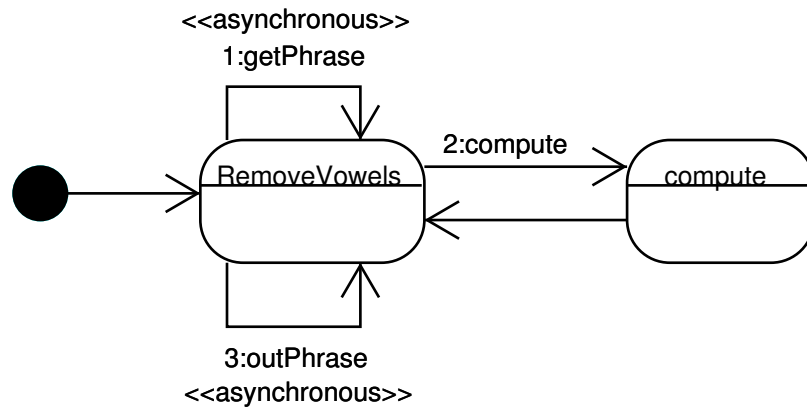 <<asynchronous>>
1:getPhrase
RemoveVowels
2:compute
compute
3:outPhrase
<<asynchronous>>